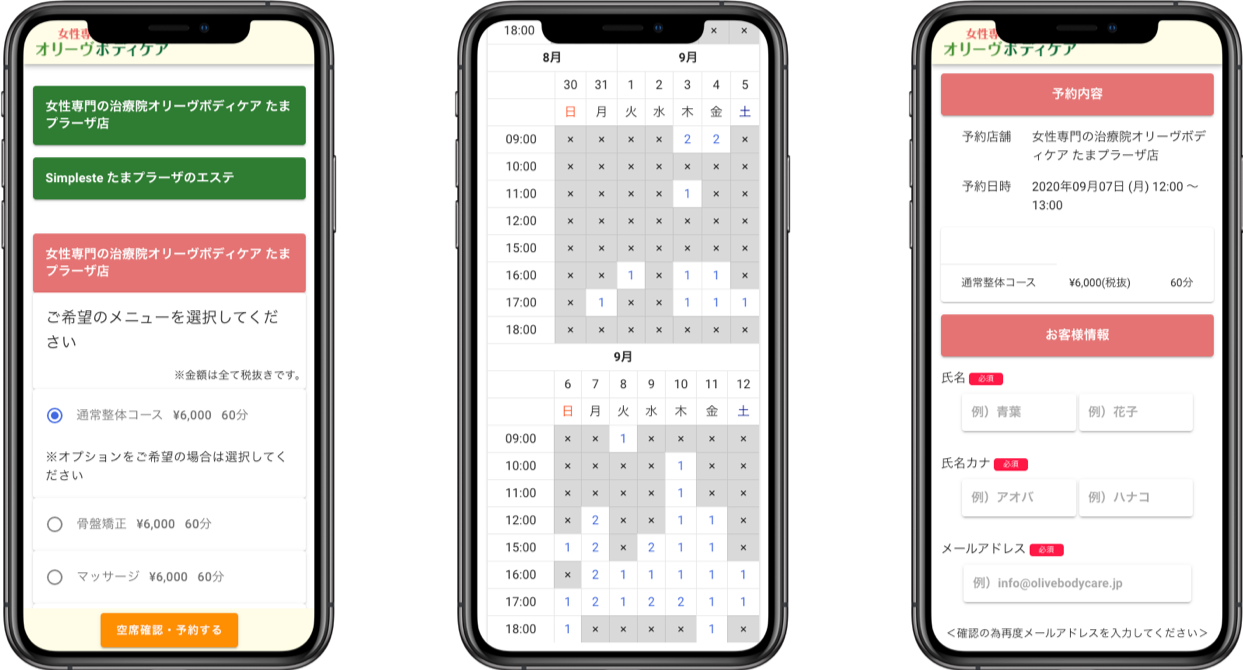 女性専
オリーヴボディケア
女性専門の治療院オリーヴボディケア たま
プラーザ店
Simpleste たまプラーザのエステ
女性専門の治療院オリーヴボディケア たま
プラーザ店
ご希望のメニューを選択してくだ
さい
※金額は全て税抜きです。
通常整体コース ¥6,000 60分
※オプションをご希望の場合は選択してく
ださい
骨盤矯正 ¥6,000 60分
マッサージ ¥6,000 60分
空席確認・予約する
18:00 × ×
8月 9月
30 31 1 2 3 4 5
日 月 火 水 木 金 土
09:00 × × × × 2 2 ×
10:00 × × × × × × ×
11:00 × × × × 1 × ×
12:00 × × × × × × ×
15:00 × × × × × × ×
16:00 × × 1 × 1 1 ×
17:00 × 1 × × 1 1 1
18:00 × × × × × × ×
9月
6 7 8 9 10 11 12
日 月 火 水 木 金 土
09:00 × × 1 × × × ×
10:00 × × × × 1 × ×
11:00 × × × × 1 × ×
12:00 × 2 × × 1 1 ×
15:00 1 2 × 2 1 1 ×
16:00 × 2 1 1 1 1 1
17:00 1 2 1 2 2 1 1
18:00 1 × × × × 1 ×
女性専
オリーヴボディケア
予約内容
予約店舗 女性専門の治療院オリーヴボデ
ィケア たまプラーザ店
予約日時 2020年09月07日 (月) 12:00 〜
13:00
通常整体コース ¥6,000(税抜) 60分
お客様情報
氏名 必須
例）青葉 例）花子
氏名カナ 必須
例）アオバ 例）ハナコ
メールアドレス 必須
例）info@olivebodycare.jp
＜確認の為再度メールアドレスを入力してください＞